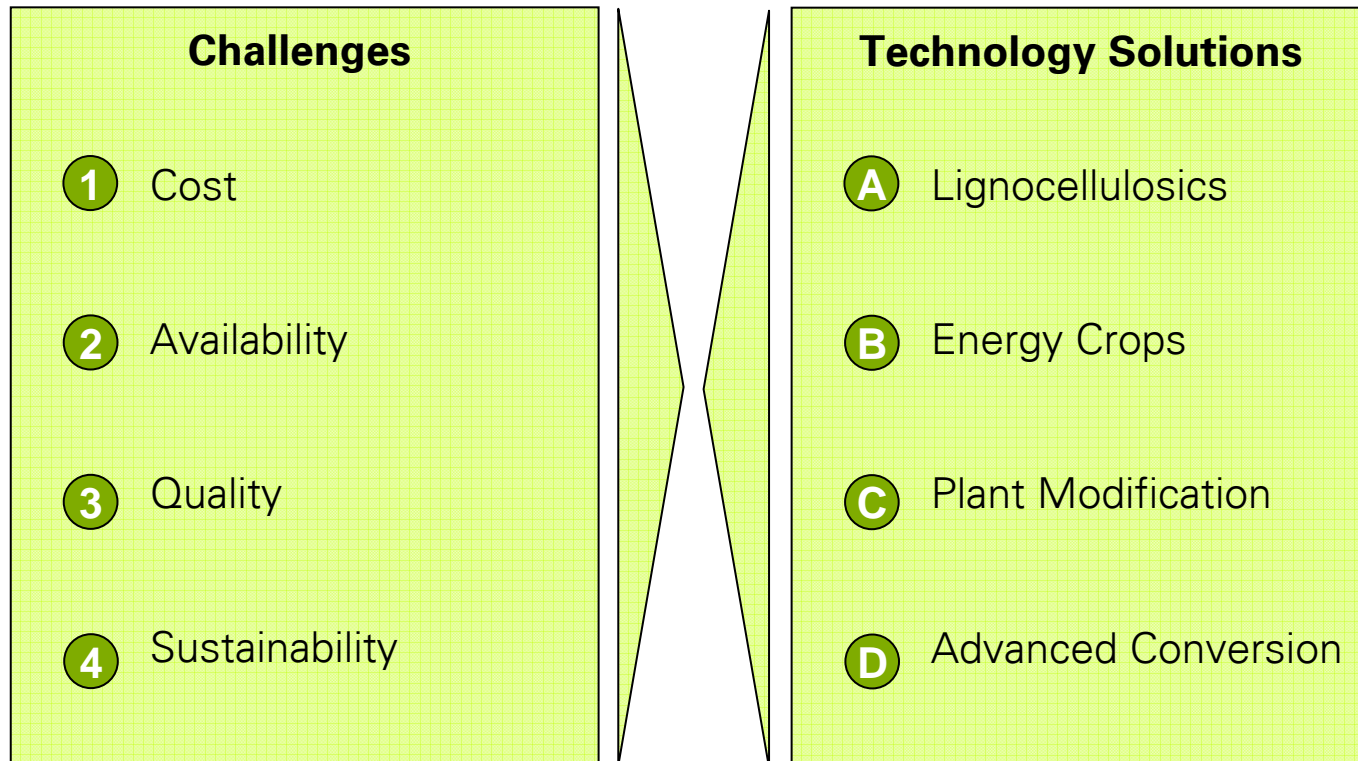 Challenges
1 Cost
2 Availability
3 Quality
4 Sustainability
Technology Solutions
A Lignocellulosics
B Energy Crops
C Plant Modification
D Advanced Conversion